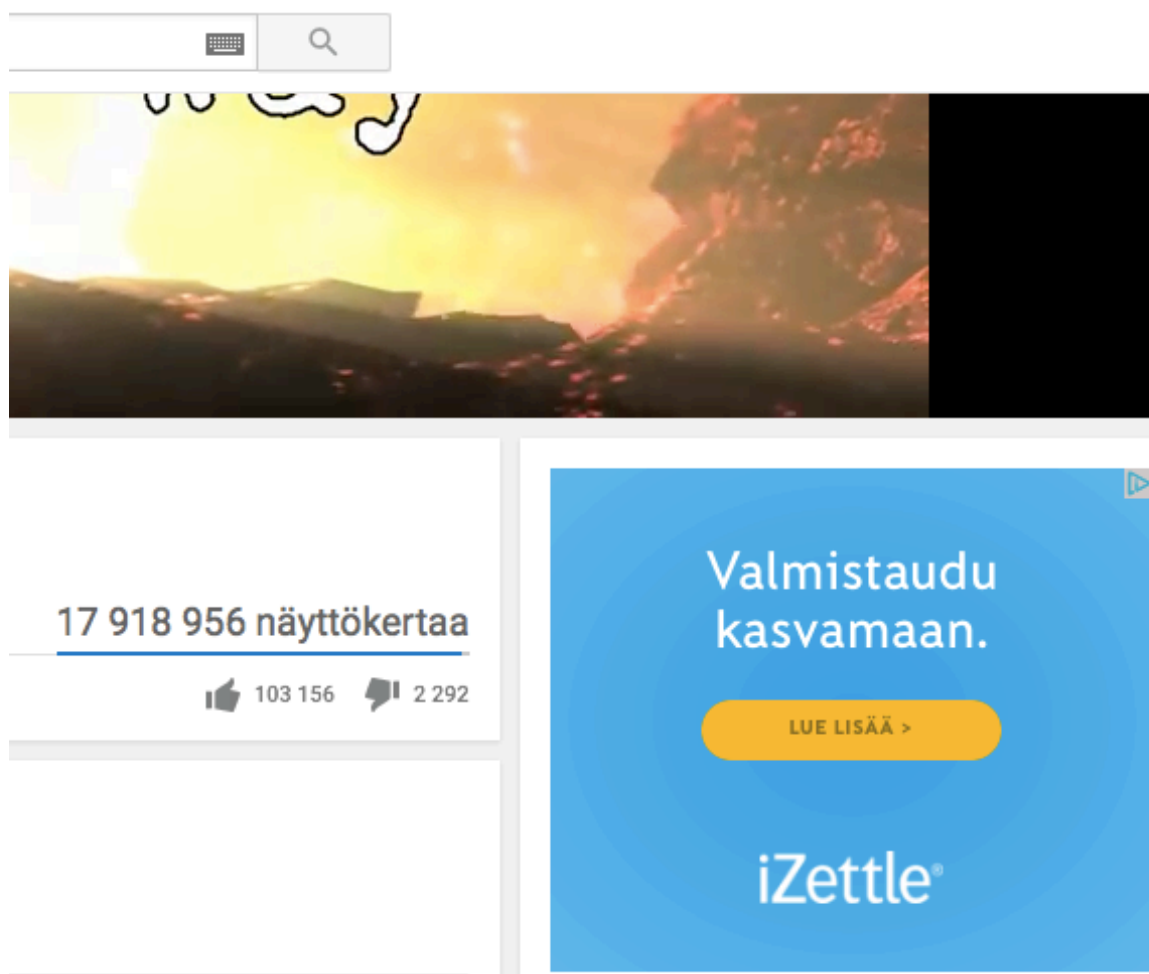 17 918 956 näyttökertaa
103 156 2 292
Valmistaudu
kasvamaan.
LUE LISÄÄ >
iZettle®